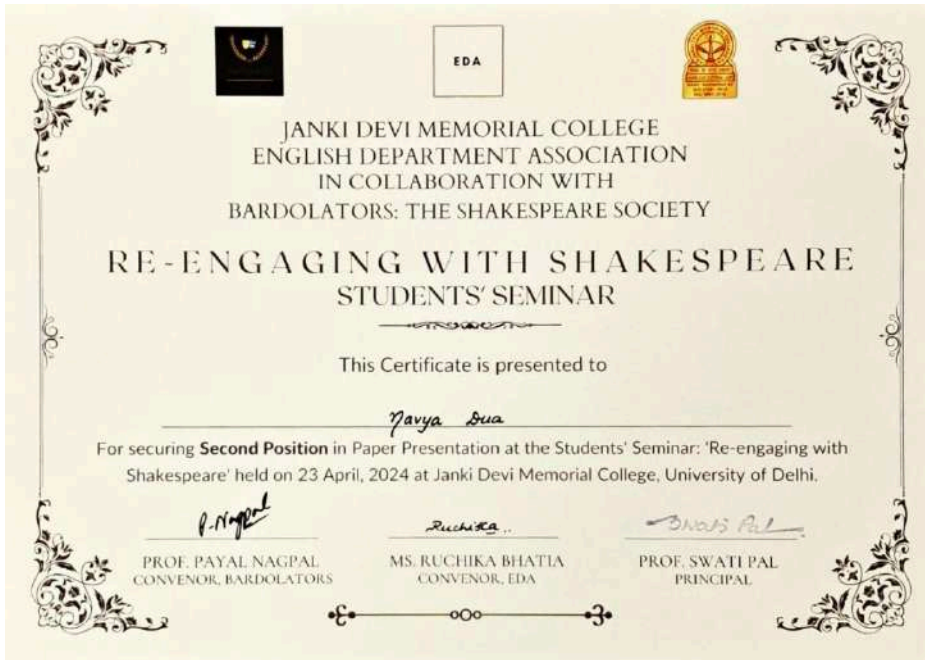 EDA
JANKI DEVI MEMORIAL COLLEGE
ENGLISH DEPARTMENT ASSOCIATION
IN COLLABORATION WITH
BARDOLATORS: THE SHAKESPEARE SOCIETY
RE-ENGAGING WITH SHAKESPEARE
STUDENTS' SEMINAR
This Certificate is presented to
Navya Dua
For securing Second Position in Paper Presentation at the Students' Seminar: 'Re-engaging with
Shakespeare' held on 23 April, 2024 at Janki Devi Memorial College, University of Delhi.
P. Nagpal Ruchika.. Swati Pal
PROF. PAYAL NAGPAL MS. RUCHIKA BHATIA PROF. SWATI PAL
CONVENOR, BARDOLATORS CONVENOR, EDA PRINCIPAL